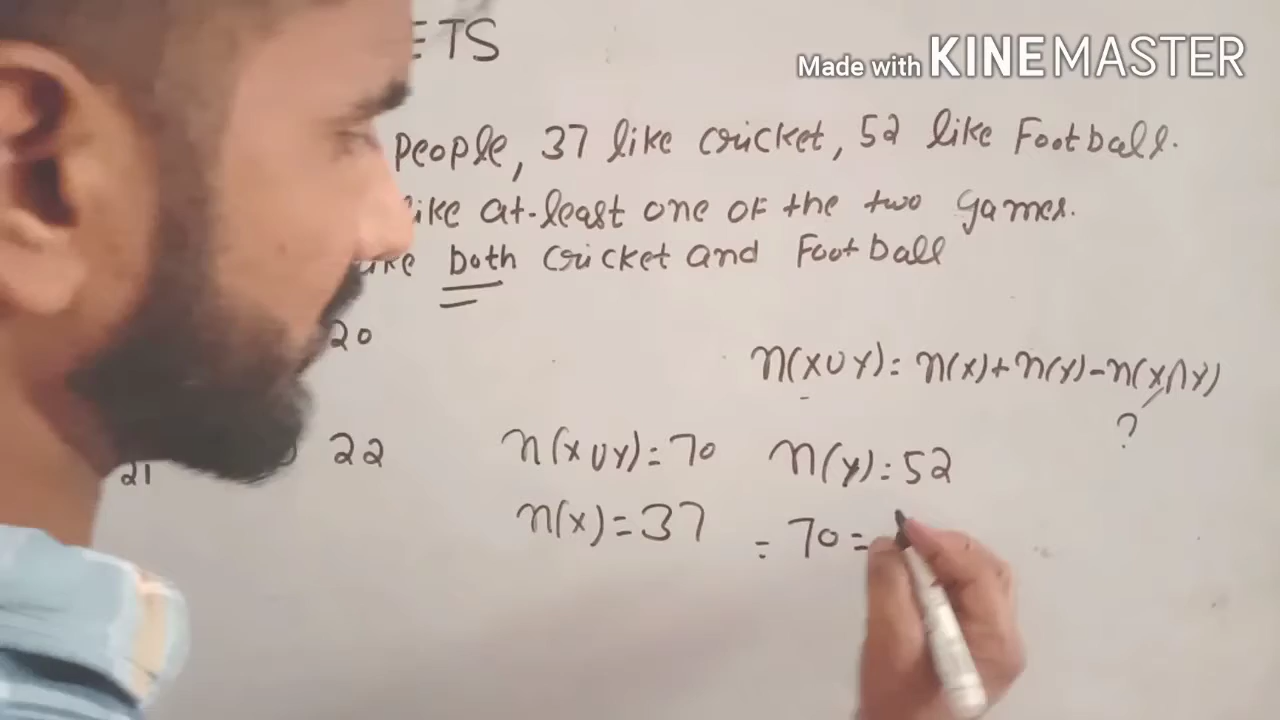 ETS
Made with KINEMASTER
People, 37 like cricket, 52 like Football.
like at-least one of the two games.
like both cricket and Football
20
n(X∪Y)= n(X)+n(Y)-n(X∩Y)
?
22
21
n(X∪Y)=70 n(Y)=52
n(X)=37 = 70=